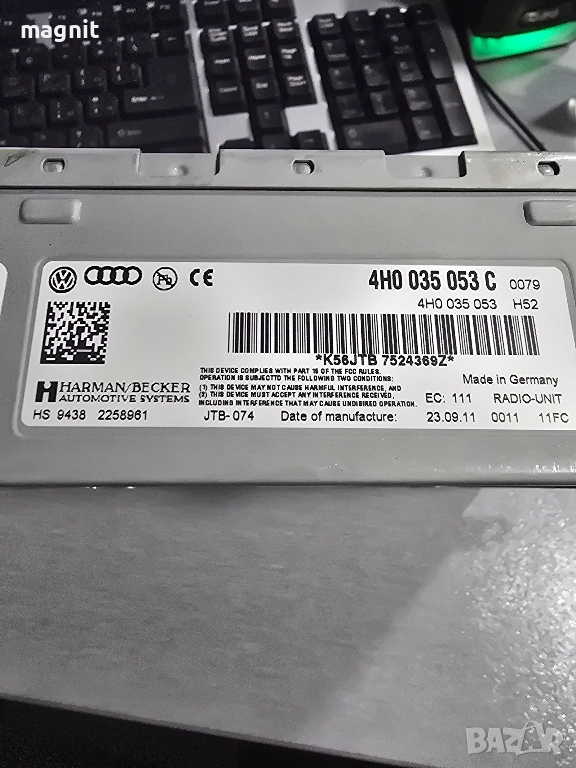 magnit
4H0 035 053 C 0079
4H0 035 053 H52
*K56JTB 7524369Z*
THIS DEVICE COMPLIES WITH PART 15 OF THE FCC RULES.
OPERATION IS SUBJECT TO THE FOLLOWING TWO CONDITIONS:
(1) THIS DEVICE MAY NOT CAUSE HARMFUL INTERFERENCE, AND
(2) THIS DEVICE MUST ACCEPT ANY INTERFERENCE RECEIVED,
INCLUDING INTERFERENCE THAT MAY CAUSE UNDESIRED OPERATION.
Made in Germany
HARMAN/BECKER
AUTOMOTIVE SYSTEMS
EC: 111 RADIO-UNIT
HS 9438 2258961 JTB-074 Date of manufacture: 23.09.11 0011 11FC
BAZAR